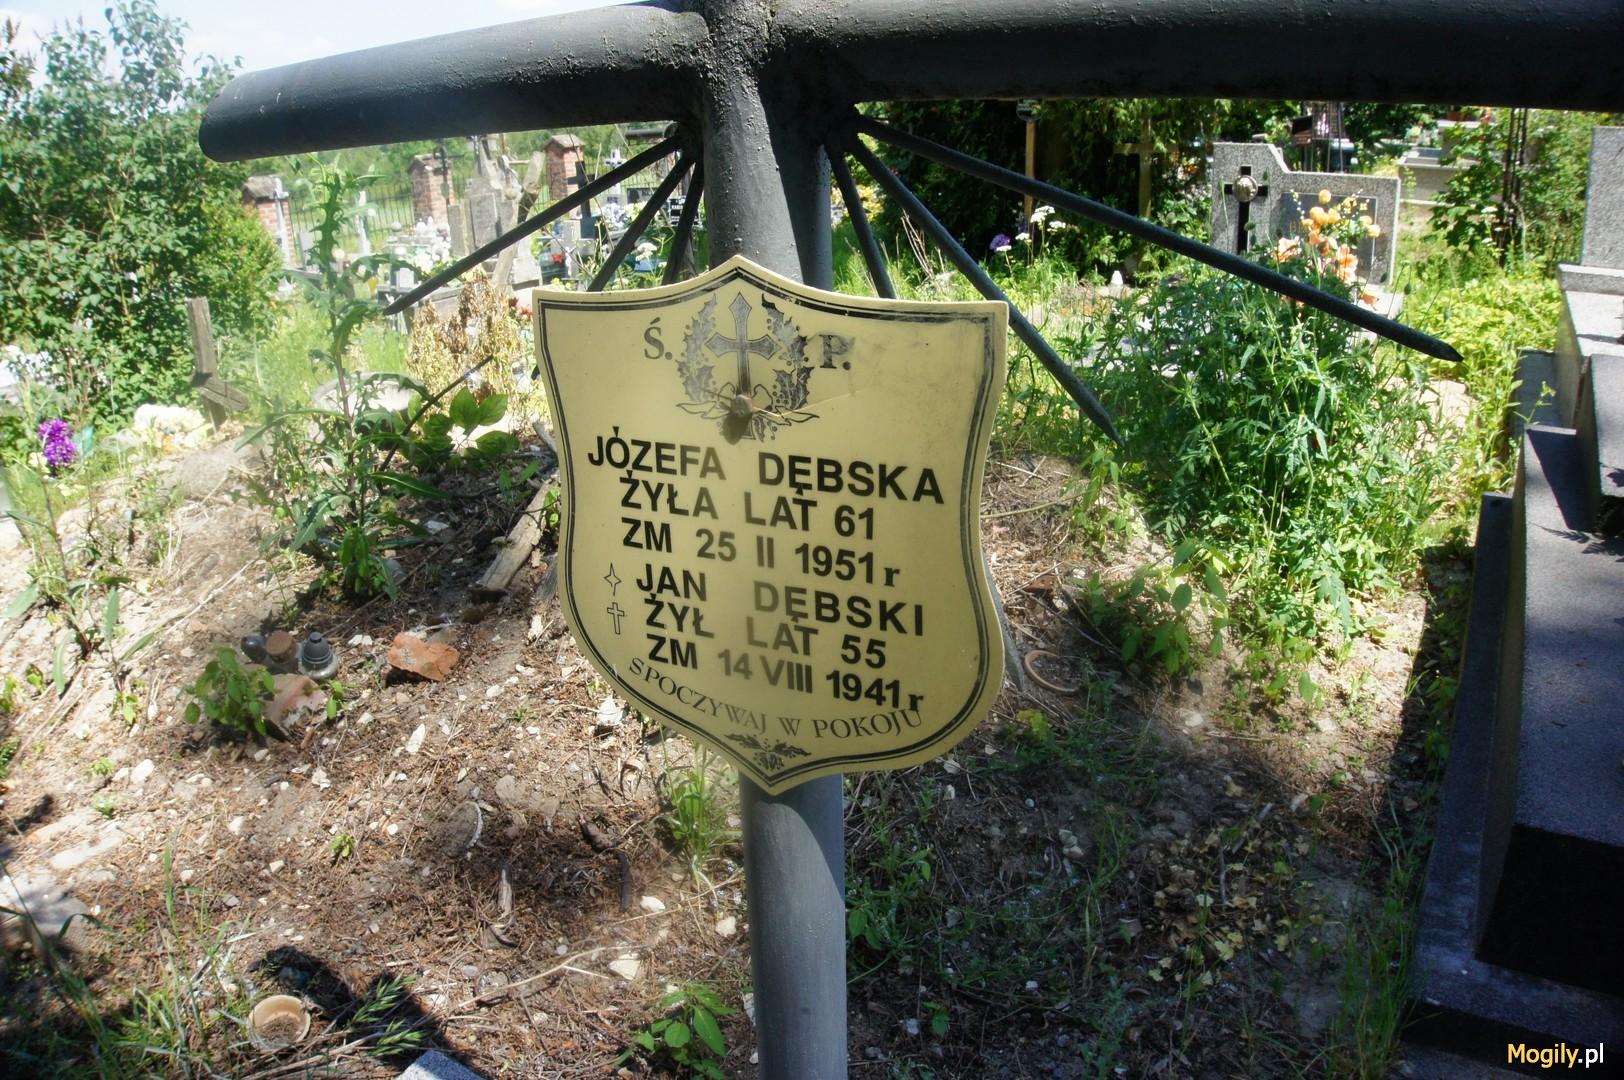 Ś. P.
JÓZEFA DĘBSKA
ŻYŁA LAT 61
ZM 25 II 1951 r
JAN DĘBSKI
ŻYŁ LAT 55
ZM 14 VIII 1941 r
SPOCZYWAJ W POKOJU
Mogily.pl